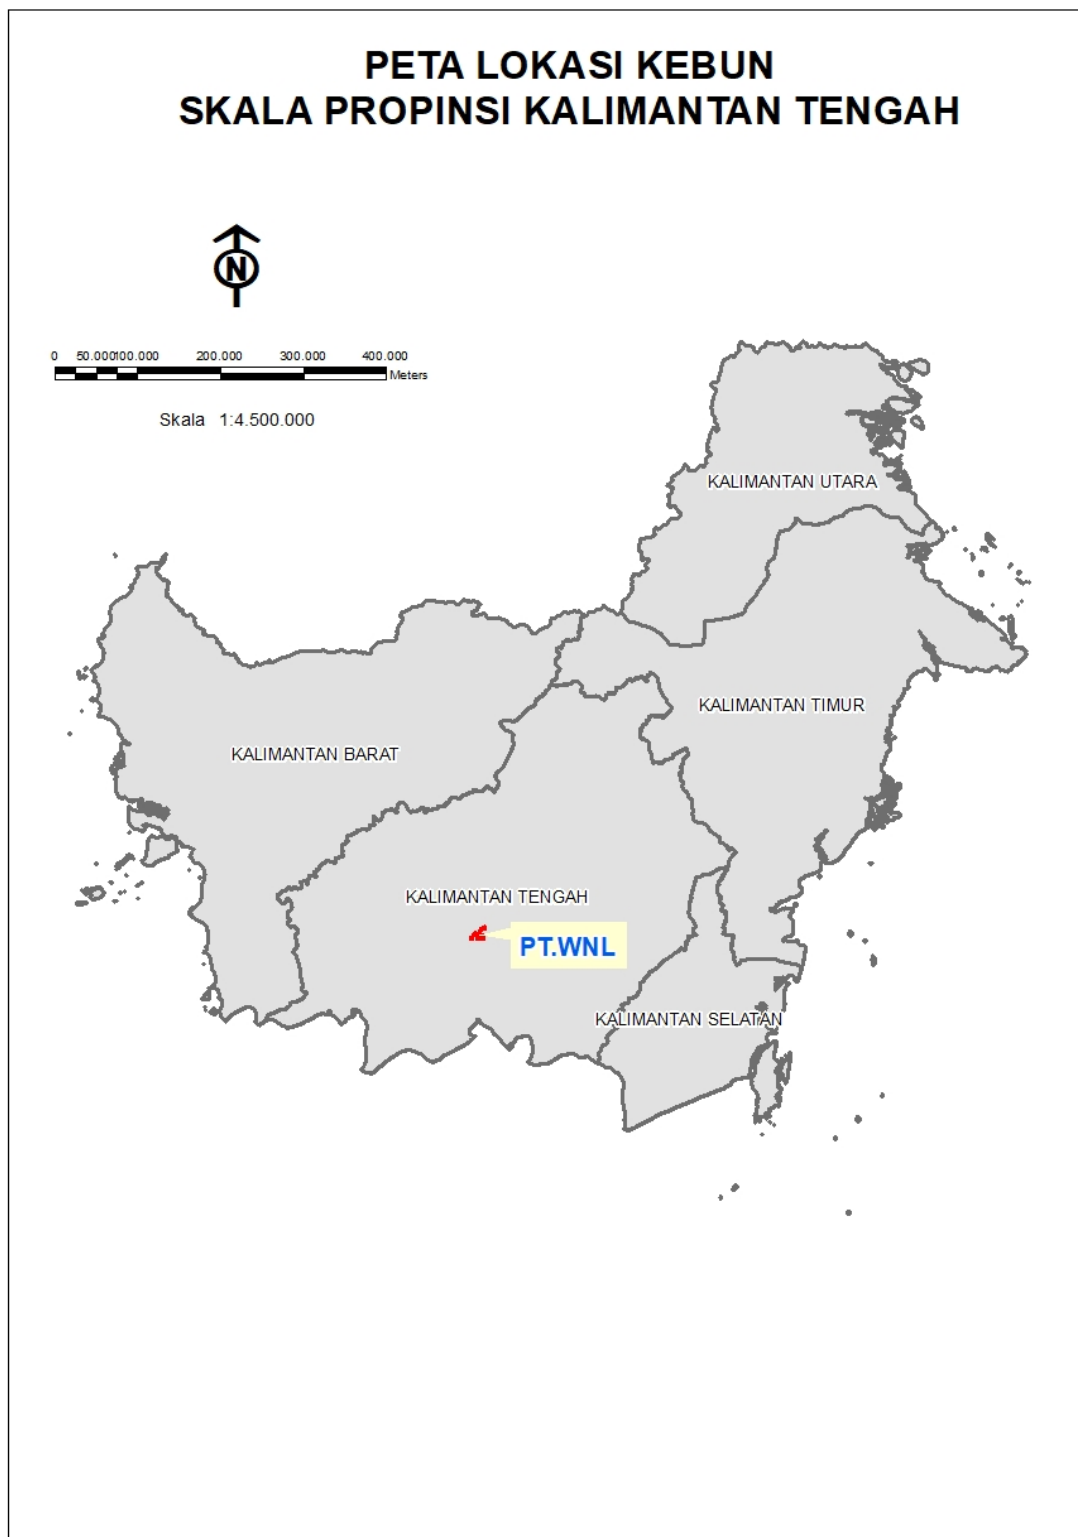 PETA LOKASI KEBUN
SKALA PROPINSI KALIMANTAN TENGAH
N
0 50.000100.000 200.000 300.000 400.000
Meters
Skala 1:4.500.000
KALIMANTAN UTARA
KALIMANTAN TIMUR
KALIMANTAN BARAT
KALIMANTAN TENGAH
PT.WNL
KALIMANTAN SELATAN